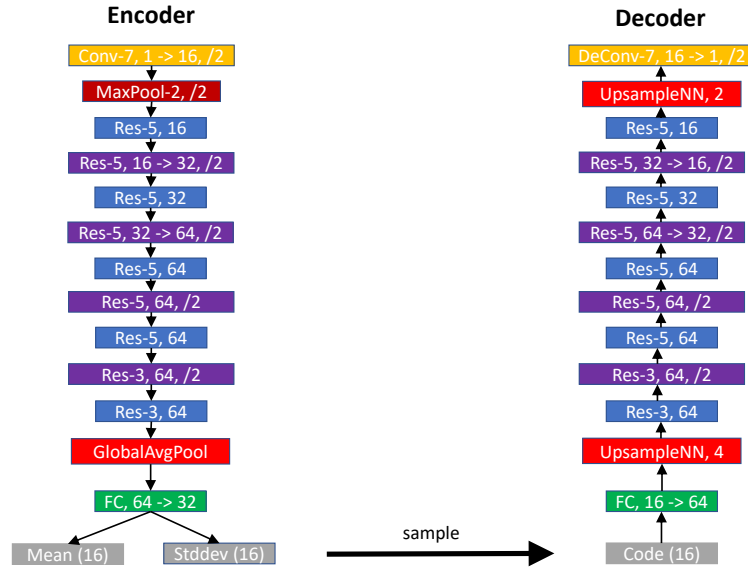 Encoder
Conv-7, 1 -> 16, /2
MaxPool-2, /2
Res-5, 16
Res-5, 16 -> 32, /2
Res-5, 32
Res-5, 32 -> 64, /2
Res-5, 64
Res-5, 64, /2
Res-5, 64
Res-3, 64, /2
Res-3, 64
GlobalAvgPool
FC, 64 -> 32
Mean (16)
Stddev (16)
sample
Decoder
DeConv-7, 16 -> 1, /2
UpsampleNN, 2
Res-5, 16
Res-5, 32 -> 16, /2
Res-5, 32
Res-5, 64 -> 32, /2
Res-5, 64
Res-5, 64, /2
Res-5, 64
Res-3, 64, /2
Res-3, 64
UpsampleNN, 4
FC, 16 -> 64
Code (16)